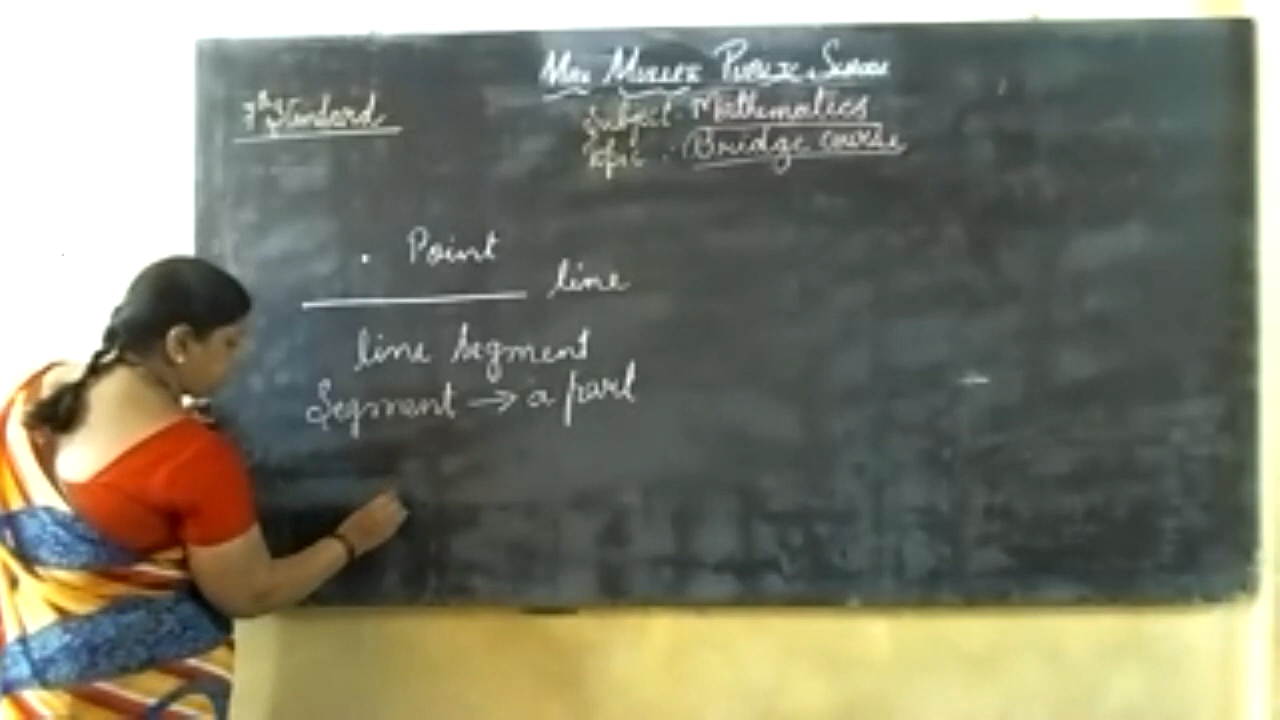 Max Muller Public School
7th Standard
Subject: Mathematics
Topic: Bridge course
. Point
line
line segment
Segment → a part